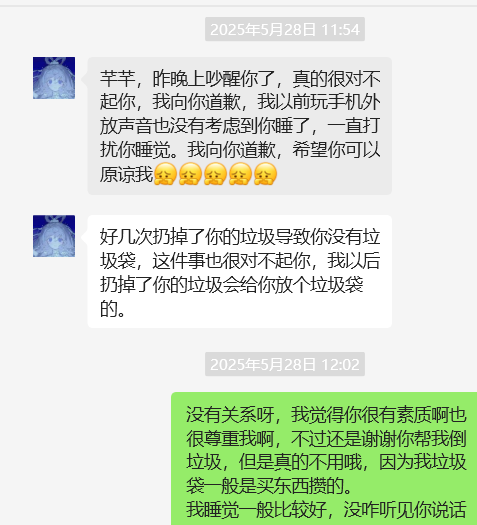 2025年5月28日 11:54
芊芊，昨晚上吵醒你了，真的很对不
起你，我向你道歉，我以前玩手机外
放声音也没有考虑到你睡了，一直打
扰你睡觉。我向你道歉，希望你可以
原谅我
好几次扔掉了你的垃圾导致你没有垃
圾袋，这件事也很对不起你，我以后
扔掉了你的垃圾会给你放个垃圾袋
的。
2025年5月28日 12:02
没有关系呀，我觉得你很有素质啊也
很尊重我啊，不过还是谢谢你帮我倒
垃圾，但是真的不用哦，因为我垃圾
袋一般是买东西攒的。
我睡觉一般比较好，没咋听见你说话